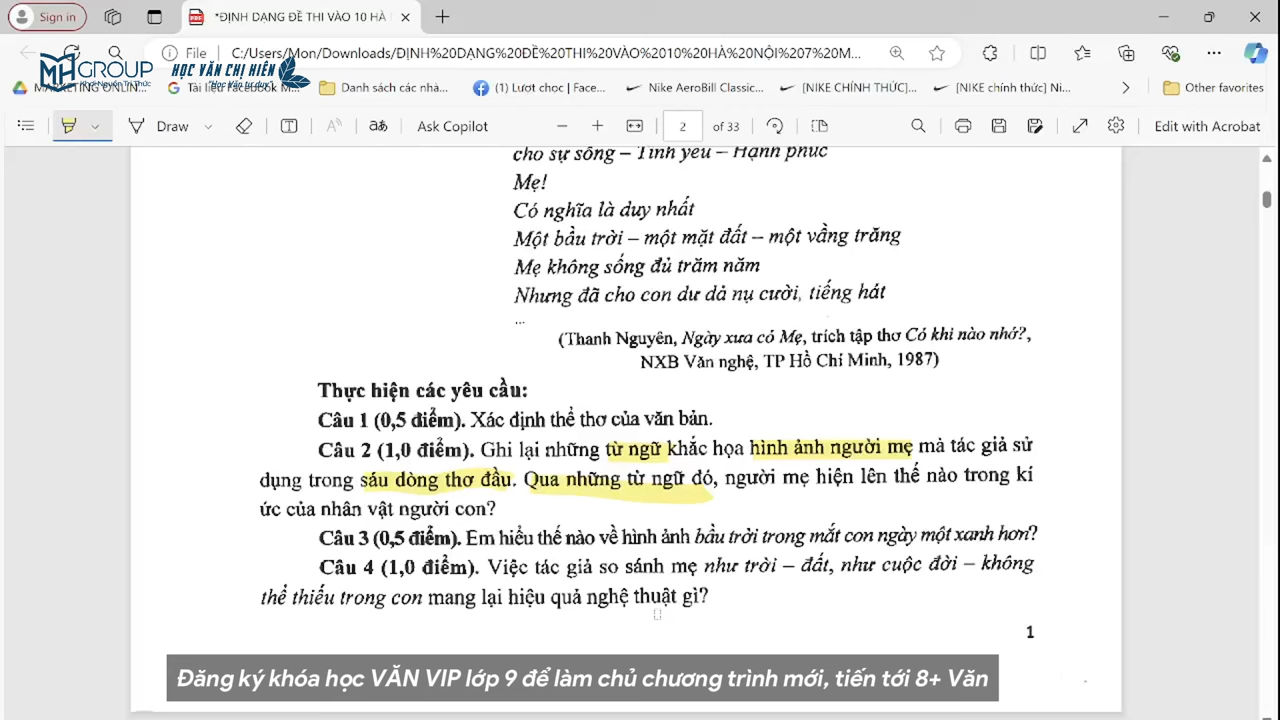 Sign in
*ĐỊNH DẠNG ĐỀ THI VÀO 10 HÀ
File
C:/Users/Mon/Downloads/ĐỊNH%20DẠNG%20ĐỀ%20THI%20VÀO%2010%20HÀ%20NỘI%207%20M...
MH GROUP
Khơi Nguồn Tri Thức
HỌC VĂN CHỊ HIÊN
"Học Văn tư duy"
MARKETING ONLIN...
Tài liệu Facebook M...
Danh sách các nhà...
(1) Lượt chọc | Face...
Nike AeroBill Classic...
[NIKE CHÍNH THỨC]...
[NIKE chính thức] Ni...
Other favorites
Draw
Ask Copilot
2 of 33
Edit with Acrobat
cho sự sống – Tình yêu – Hạnh phúc
Mẹ!
Có nghĩa là duy nhất
Một bầu trời – một mặt đất – một vầng trăng
Mẹ không sống đủ trăm năm
Nhưng đã cho con dư dả nụ cười, tiếng hát
...
(Thanh Nguyên, Ngày xưa có Mẹ, trích tập thơ Có khi nào nhớ?,
NXB Văn nghệ, TP Hồ Chí Minh, 1987)
Thực hiện các yêu cầu:
Câu 1 (0,5 điểm). Xác định thể thơ của văn bản.
Câu 2 (1,0 điểm). Ghi lại những từ ngữ khắc họa hình ảnh người mẹ mà tác giả sử
dụng trong sáu dòng thơ đầu. Qua những từ ngữ đó, người mẹ hiện lên thế nào trong kí
ức của nhân vật người con?
Câu 3 (0,5 điểm). Em hiểu thế nào về hình ảnh bầu trời trong mắt con ngày một xanh hơn?
Câu 4 (1,0 điểm). Việc tác giả so sánh mẹ như trời – đất, như cuộc đời – không
thể thiếu trong con mang lại hiệu quả nghệ thuật gì?
1
Đăng ký khóa học VĂN VIP lớp 9 để làm chủ chương trình mới, tiến tới 8+ Văn